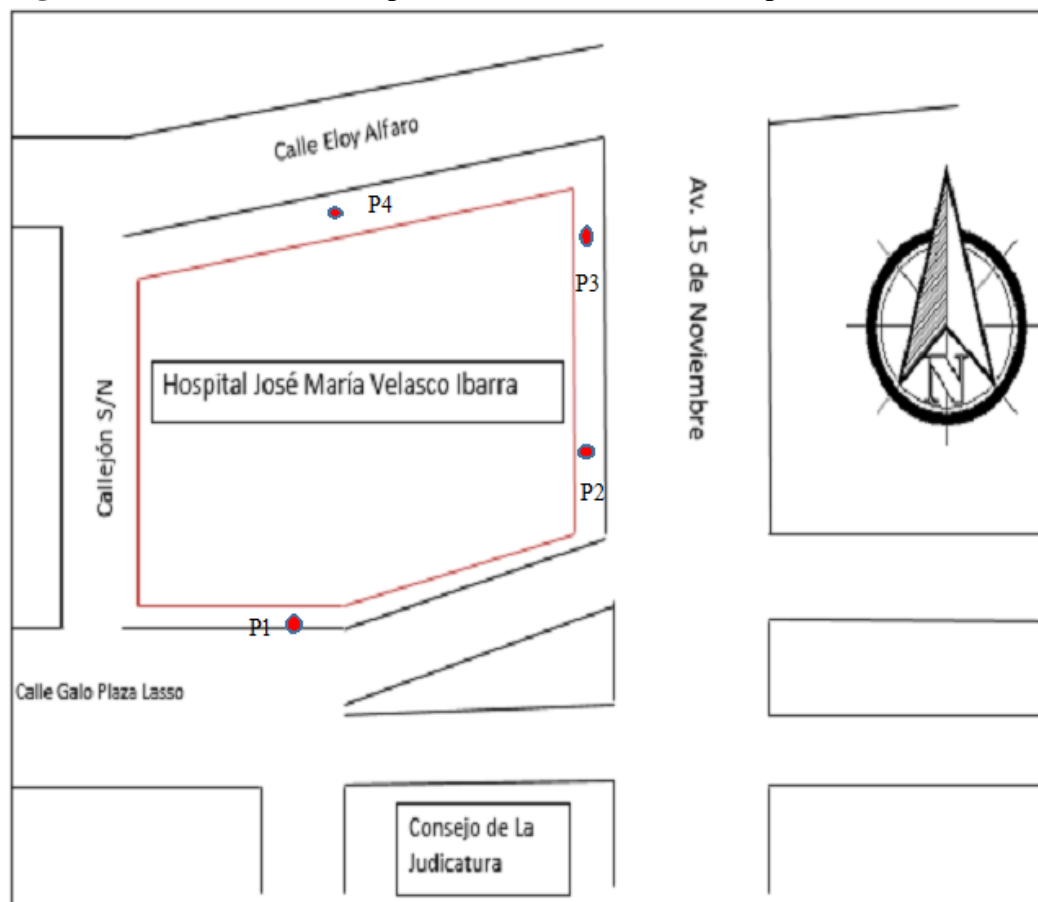 Calle Eloy Alfaro
P4
Av. 15 de Noviembre
P3
Hospital José María Velasco Ibarra
Callejón S/N
N
P2
P1
Calle Galo Plaza Lasso
Consejo de La
Judicatura